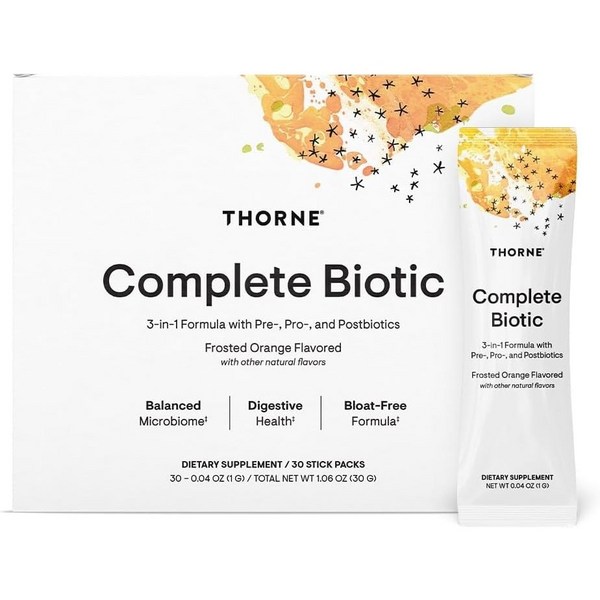 THORNE®
Complete Biotic
3-in-1 Formula with Pre-, Pro-, and Postbiotics
Frosted Orange Flavored
with other natural flavors
Balanced
Microbiome‡
Digestive
Health‡
Bloat-Free
Formula‡
DIETARY SUPPLEMENT / 30 STICK PACKS
30 – 0.04 OZ (1 G) / TOTAL NET WT 1.06 OZ (30 G)
THORNE®
Complete
Biotic
3-in-1 Formula with
Pre-, Pro-, and Postbiotics
Frosted Orange Flavored
with other natural flavors
DIETARY SUPPLEMENT
NET WT 0.04 OZ (1 G)